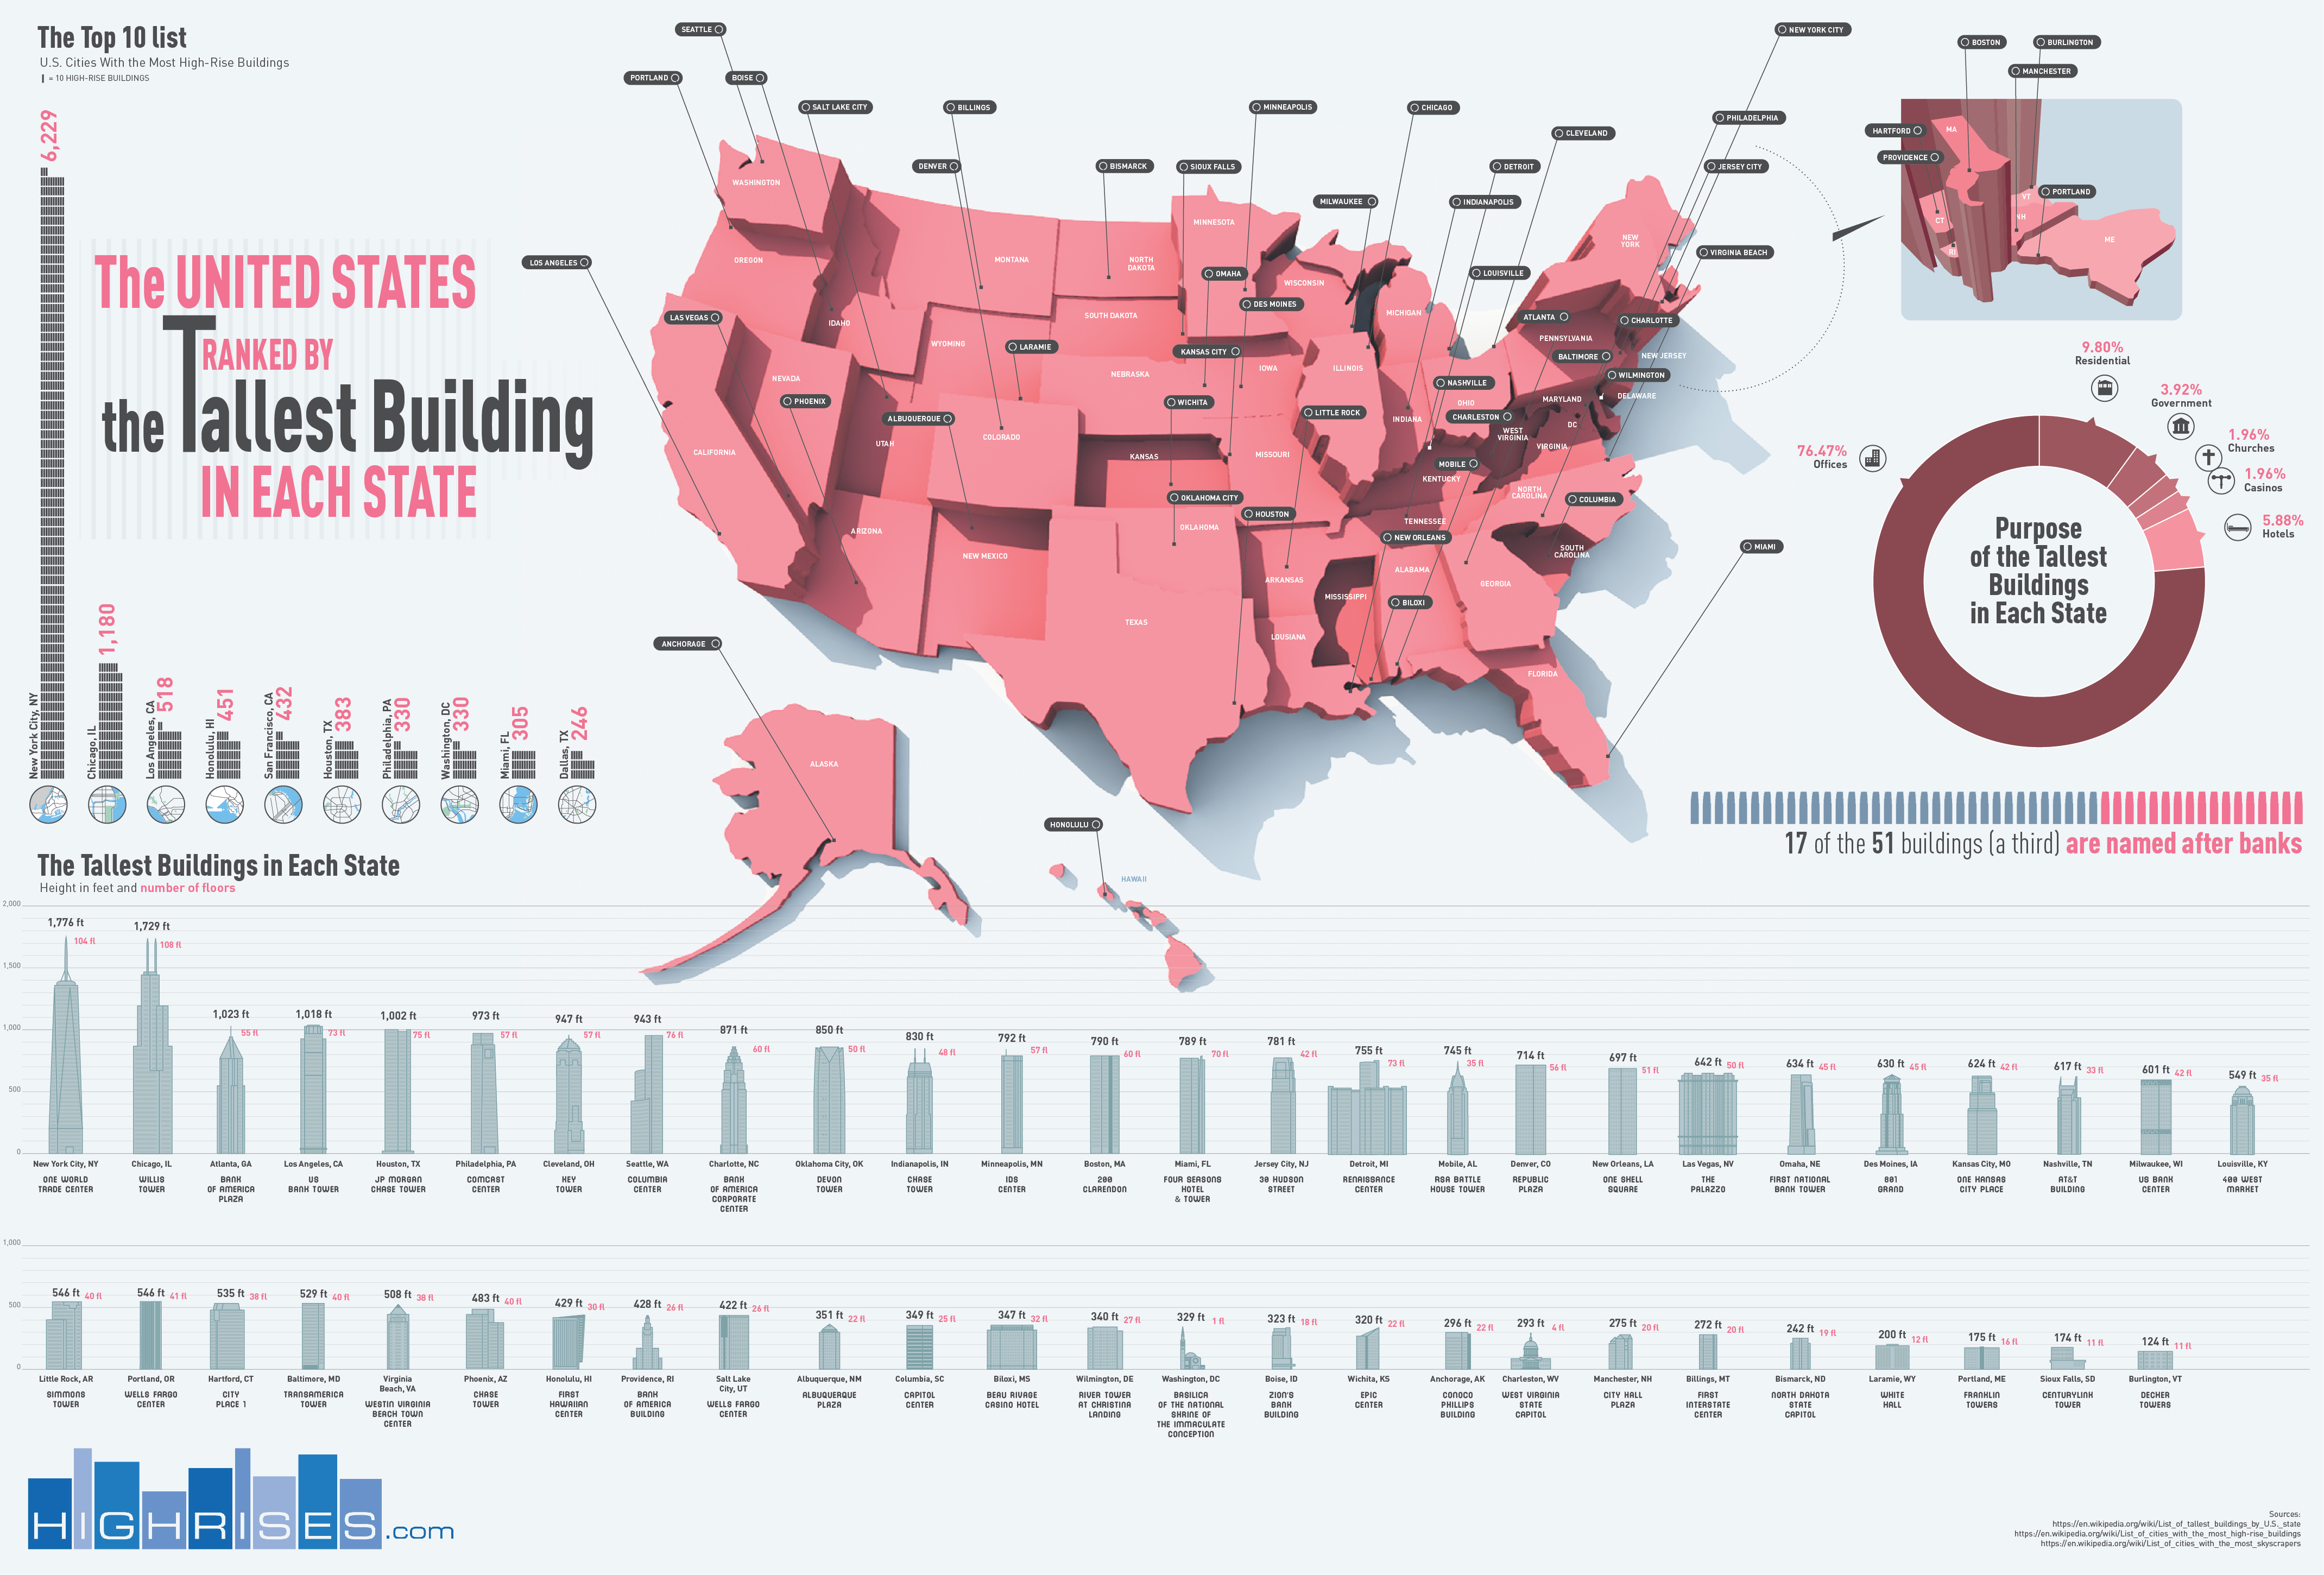 The Top 10 list
U.S. Cities With the Most High-Rise Buildings
= 10 HIGH-RISE BUILDINGS
6,229
1,180
518
451
432
383
330
330
305
246
New York City, NY
Chicago, IL
Los Angeles, CA
Honolulu, HI
San Francisco, CA
Houston, TX
Philadelphia, PA
Washington, DC
Miami, FL
Dallas, TX
The UNITED STATES
RANKED BY
the Tallest Building
IN EACH STATE
SEATTLE
PORTLAND
BOISE
SALT LAKE CITY
BILLINGS
DENVER
BISMARCK
SIOUX FALLS
MINNEAPOLIS
MILWAUKEE
CHICAGO
CLEVELAND
DETROIT
INDIANAPOLIS
NEW YORK CITY
PHILADELPHIA
JERSEY CITY
VIRGINIA BEACH
LOS ANGELES
LAS VEGAS
PHOENIX
ALBUQUERQUE
LARAMIE
OMAHA
DES MOINES
KANSAS CITY
WICHITA
LITTLE ROCK
OKLAHOMA CITY
HOUSTON
LOUISVILLE
ATLANTA
CHARLOTTE
BALTIMORE
WILMINGTON
NASHVILLE
CHARLESTON
MOBILE
COLUMBIA
NEW ORLEANS
BILOXI
MIAMI
ANCHORAGE
HONOLULU
WASHINGTON
OREGON
IDAHO
MONTANA
NORTH
DAKOTA
MINNESOTA
WISCONSIN
MICHIGAN
NEW
YORK
SOUTH DAKOTA
WYOMING
NEVADA
UTAH
CALIFORNIA
COLORADO
NEBRASKA
IOWA
ILLINOIS
INDIANA
OHIO
PENNSYLVANIA
NEW JERSEY
MARYLAND
DELAWARE
DC
WEST
VIRGINIA
VIRGINIA
KANSAS
MISSOURI
KENTUCKY
NORTH
CAROLINA
TENNESSEE
SOUTH
CAROLINA
ARIZONA
NEW MEXICO
OKLAHOMA
ARKANSAS
MISSISSIPPI
ALABAMA
GEORGIA
TEXAS
LOUSIANA
FLORIDA
ALASKA
HAWAII
BOSTON
BURLINGTON
MANCHESTER
HARTFORD
PROVIDENCE
PORTLAND
MA
CT
RI
VT
NH
ME
9.80%
Residential
3.92%
Government
1.96%
Churches
1.96%
Casinos
5.88%
Hotels
76.47%
Offices
Purpose
of the Tallest
Buildings
in Each State
17 of the 51 buildings (a third) are named after banks
The Tallest Buildings in Each State
Height in feet and number of floors
2,000
1,500
1,000
500
0
1,776 ft 104 fl
New York City, NY
ONE WORLD
TRADE CENTER
1,729 ft 108 fl
Chicago, IL
WILLIS
TOWER
1,023 ft 55 fl
Atlanta, GA
BANK
OF AMERICA
PLAZA
1,018 ft 73 fl
Los Angeles, CA
US
BANK TOWER
1,002 ft 75 fl
Houston, TX
JP MORGAN
CHASE TOWER
973 ft 57 fl
Philadelphia, PA
COMCAST
CENTER
947 ft 57 fl
Cleveland, OH
KEY
TOWER
943 ft 76 fl
Seattle, WA
COLUMBIA
CENTER
871 ft 60 fl
Charlotte, NC
BANK
OF AMERICA
CORPORATE
CENTER
850 ft 50 fl
Oklahoma City, OK
DEVON
TOWER
830 ft 48 fl
Indianapolis, IN
CHASE
TOWER
792 ft 57 fl
Minneapolis, MN
IDS
CENTER
790 ft 60 fl
Boston, MA
200
CLARENDON
789 ft 70 fl
Miami, FL
FOUR SEASONS
HOTEL
& TOWER
781 ft 42 fl
Jersey City, NJ
30 HUDSON
STREET
755 ft 73 fl
Detroit, MI
RENAISSANCE
CENTER
745 ft 35 fl
Mobile, AL
RSA BATTLE
HOUSE TOWER
714 ft 56 fl
Denver, CO
REPUBLIC
PLAZA
697 ft 51 fl
New Orleans, LA
ONE SHELL
SQUARE
642 ft 50 fl
Las Vegas, NV
THE
PALAZZO
634 ft 45 fl
Omaha, NE
FIRST NATIONAL
BANK TOWER
630 ft 45 fl
Des Moines, IA
801
GRAND
624 ft 42 fl
Kansas City, MO
ONE KANSAS
CITY PLACE
617 ft 33 fl
Nashville, TN
AT&T
BUILDING
601 ft 42 fl
Milwaukee, WI
US BANK
CENTER
549 ft 35 fl
Louisville, KY
400 WEST
MARKET
1,000
500
0
546 ft 40 fl
Little Rock, AR
SIMMONS
TOWER
546 ft 41 fl
Portland, OR
WELLS FARGO
CENTER
535 ft 38 fl
Hartford, CT
CITY
PLACE 1
529 ft 40 fl
Baltimore, MD
TRANSAMERICA
TOWER
508 ft 38 fl
Virginia
Beach, VA
WESTIN VIRGINIA
BEACH TOWN
CENTER
483 ft 40 fl
Phoenix, AZ
CHASE
TOWER
429 ft 30 fl
Honolulu, HI
FIRST
HAWAIIAN
CENTER
428 ft 26 fl
Providence, RI
BANK
OF AMERICA
BUILDING
422 ft 26 fl
Salt Lake
City, UT
WELLS FARGO
CENTER
351 ft 22 fl
Albuquerque, NM
ALBUQUERQUE
PLAZA
349 ft 25 fl
Columbia, SC
CAPITOL
CENTER
347 ft 32 fl
Biloxi, MS
BEAU RIVAGE
CASINO HOTEL
340 ft 27 fl
Wilmington, DE
RIVER TOWER
AT CHRISTINA
LANDING
329 ft 1 fl
Washington, DC
BASILICA
OF THE NATIONAL
SHRINE OF
THE IMMACULATE
CONCEPTION
323 ft 18 fl
Boise, ID
ZION'S
BANK
BUILDING
320 ft 22 fl
Wichita, KS
EPIC
CENTER
296 ft 22 fl
Anchorage, AK
CONOCO
PHILLIPS
BUILDING
293 ft 4 fl
Charleston, WV
WEST VIRGINIA
STATE
CAPITOL
275 ft 20 fl
Manchester, NH
CITY HALL
PLAZA
272 ft 20 fl
Billings, MT
FIRST
INTERSTATE
CENTER
242 ft 19 fl
Bismarck, ND
NORTH DAKOTA
STATE
CAPITOL
200 ft 12 fl
Laramie, WY
WHITE
HALL
175 ft 16 fl
Portland, ME
FRANKLIN
TOWERS
174 ft 11 fl
Sioux Falls, SD
CENTURYLINK
TOWER
124 ft 11 fl
Burlington, VT
DECKER
TOWERS
HIGHRISES.com
Sources:
https://en.wikipedia.org/wiki/List_of_tallest_buildings_by_U.S._state
https://en.wikipedia.org/wiki/List_of_cities_with_the_most_high-rise_buildings
https://en.wikipedia.org/wiki/List_of_cities_with_the_most_skyscrapers